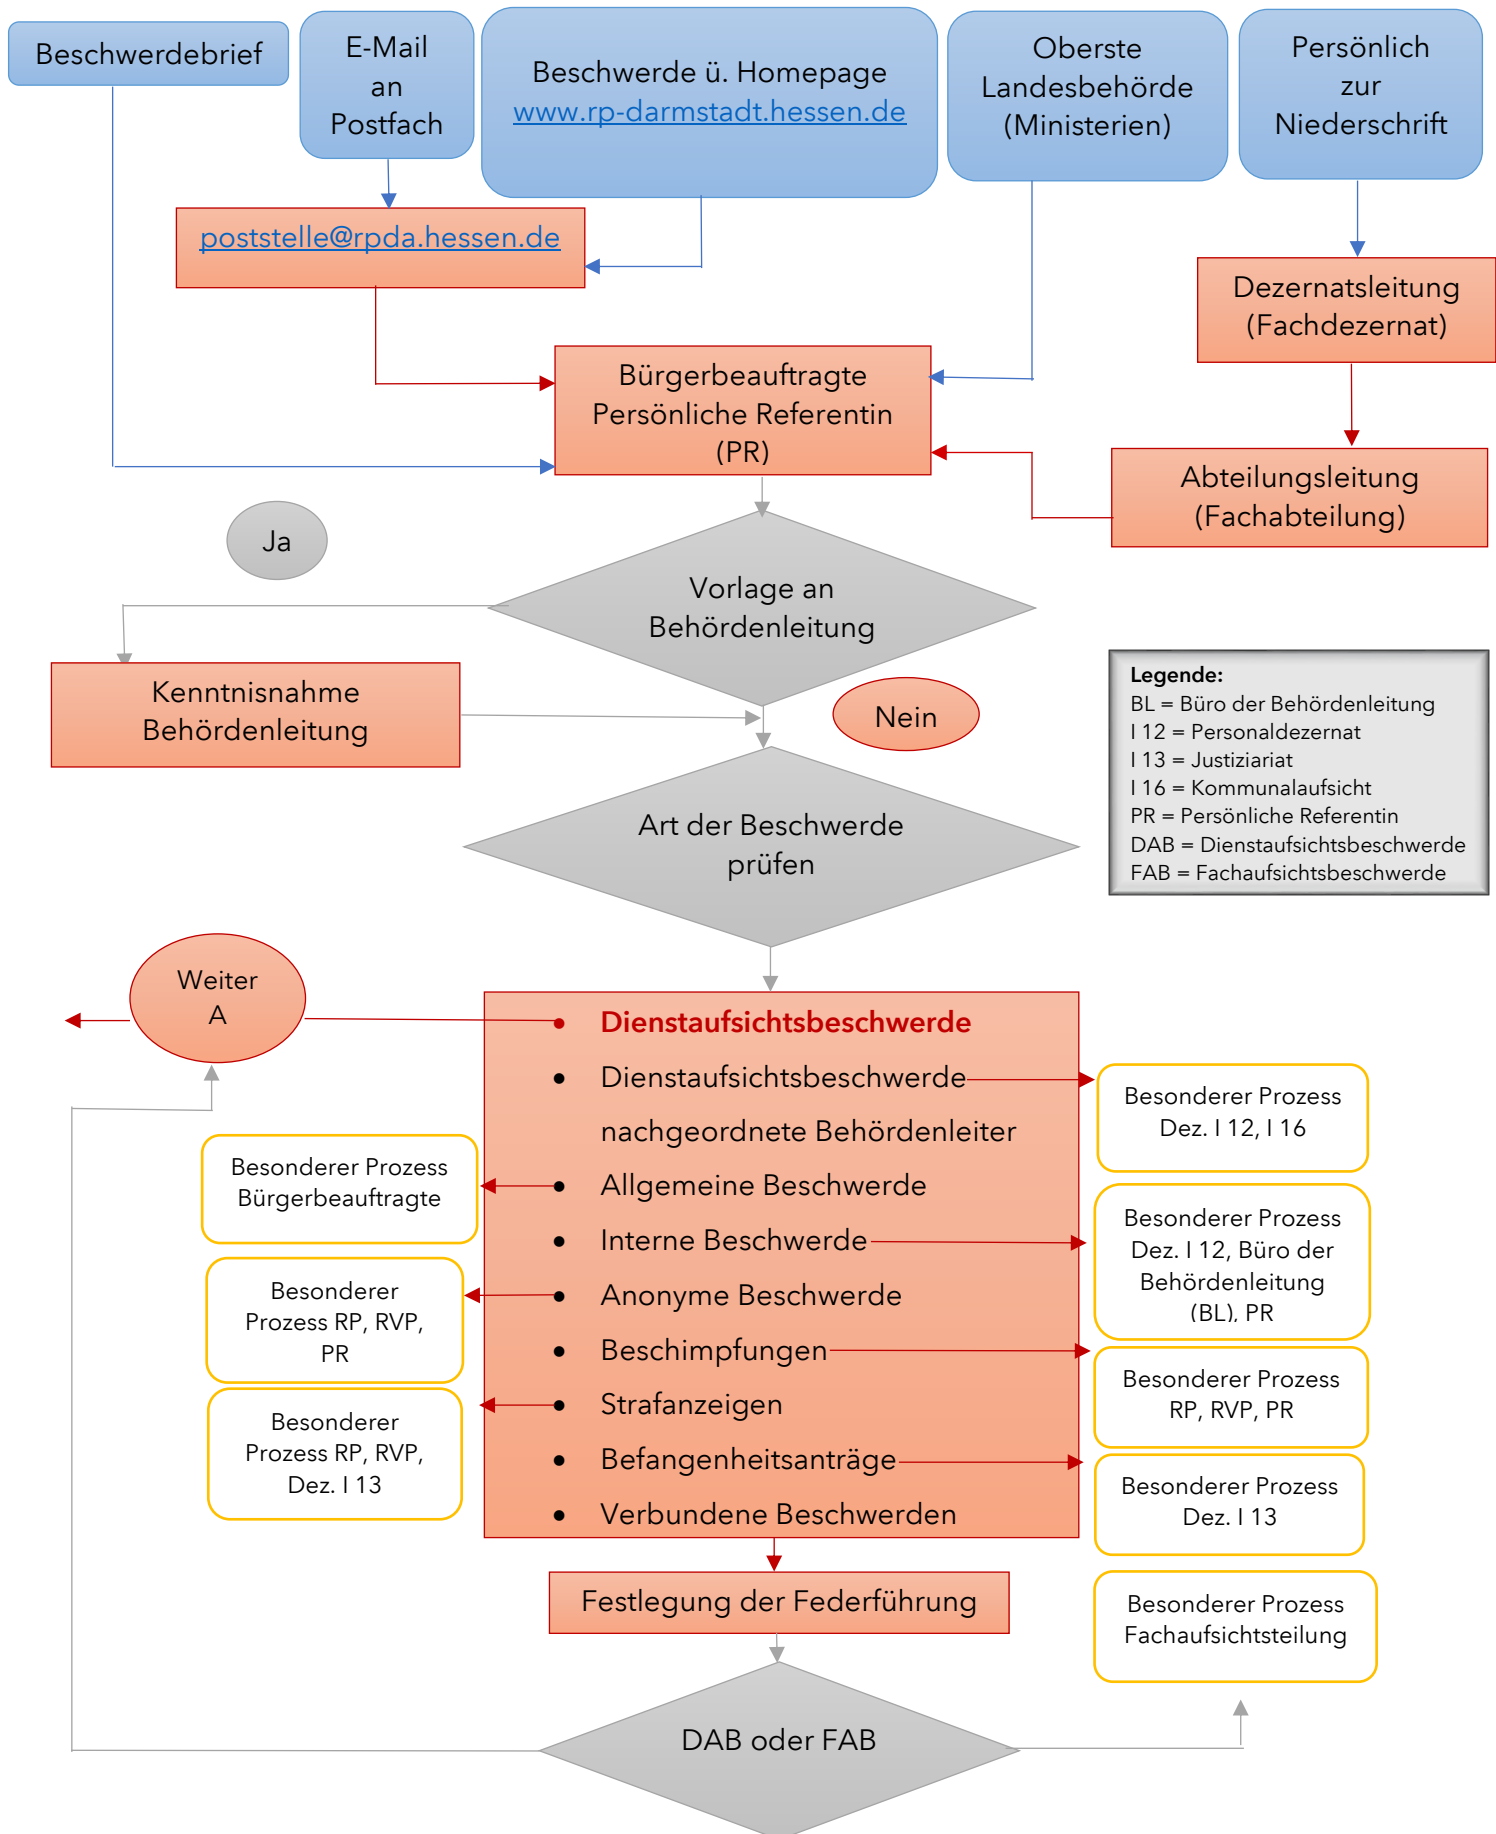 Beschwerdebrief
E-Mail
an
Postfach
Beschwerde ü. Homepage
www.rp-darmstadt.hessen.de
Oberste
Landesbehörde
(Ministerien)
Persönlich
zur
Niederschrift
poststelle@rpda.hessen.de
Dezernatsleitung
(Fachdezernat)
Bürgerbeauftragte
Persönliche Referentin
(PR)
Abteilungsleitung
(Fachabteilung)
Ja
Vorlage an
Behördenleitung
Kenntnisnahme
Behördenleitung
Nein
Legende:
BL = Büro der Behördenleitung
I 12 = Personaldezernat
I 13 = Justiziariat
I 16 = Kommunalaufsicht
PR = Persönliche Referentin
DAB = Dienstaufsichtsbeschwerde
FAB = Fachaufsichtsbeschwerde
Art der Beschwerde
prüfen
Weiter
A
• Dienstaufsichtsbeschwerde
• Dienstaufsichtsbeschwerde
nachgeordnete Behördenleiter
• Allgemeine Beschwerde
• Interne Beschwerde
• Anonyme Beschwerde
• Beschimpfungen
• Strafanzeigen
• Befangenheitsanträge
• Verbundene Beschwerden
Besonderer Prozess
Dez. I 12, I 16
Besonderer Prozess
Bürgerbeauftragte
Besonderer Prozess
Dez. I 12, Büro der
Behördenleitung
(BL), PR
Besonderer
Prozess RP, RVP,
PR
Besonderer Prozess
RP, RVP, PR
Besonderer
Prozess RP, RVP,
Dez. I 13
Besonderer Prozess
Dez. I 13
Festlegung der Federführung
Besonderer Prozess
Fachaufsichtsteilung
DAB oder FAB